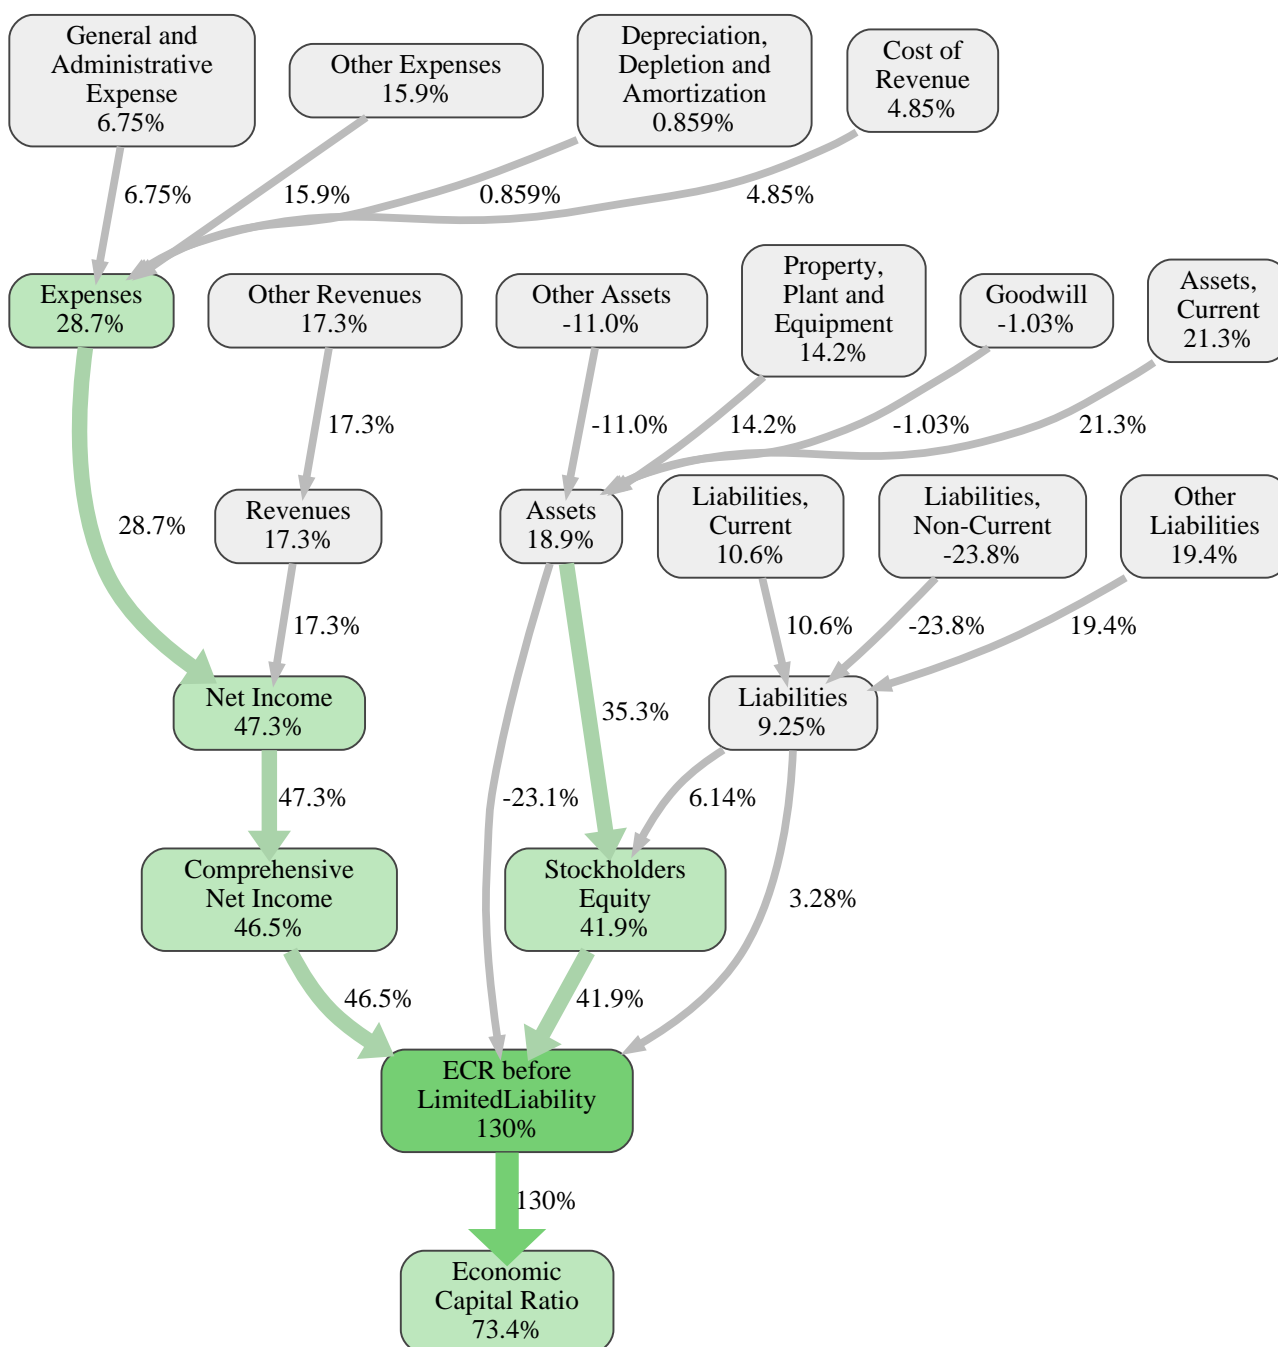 General and
Administrative
Expense
6.75%
Other Expenses
15.9%
Depreciation,
Depletion and
Amortization
0.859%
Cost of
Revenue
4.85%
6.75%
15.9%
0.859%
4.85%
Expenses
28.7%
Other Revenues
17.3%
Other Assets
-11.0%
Property,
Plant and
Equipment
14.2%
Goodwill
-1.03%
Assets,
Current
21.3%
17.3%
-11.0%
14.2%
-1.03%
21.3%
28.7%
Revenues
17.3%
Assets
18.9%
Liabilities,
Current
10.6%
Liabilities,
Non-Current
-23.8%
Other
Liabilities
19.4%
17.3%
10.6%
-23.8%
19.4%
Net Income
47.3%
35.3%
Liabilities
9.25%
47.3%
-23.1%
6.14%
Comprehensive
Net Income
46.5%
Stockholders
Equity
41.9%
3.28%
46.5%
41.9%
ECR before
LimitedLiability
130%
130%
Economic
Capital Ratio
73.4%